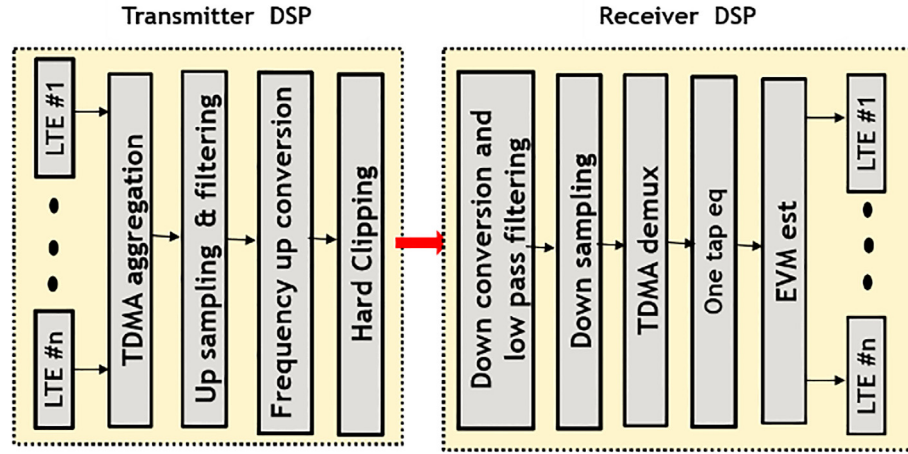 Transmitter DSP
Receiver DSP
LTE #1
LTE #n
TDMA aggregation
Up sampling & filtering
Frequency up conversion
Hard Clipping
Down conversion and
low pass filtering
Down sampling
TDMA demux
One tap eq
EVM est
LTE #1
LTE #n